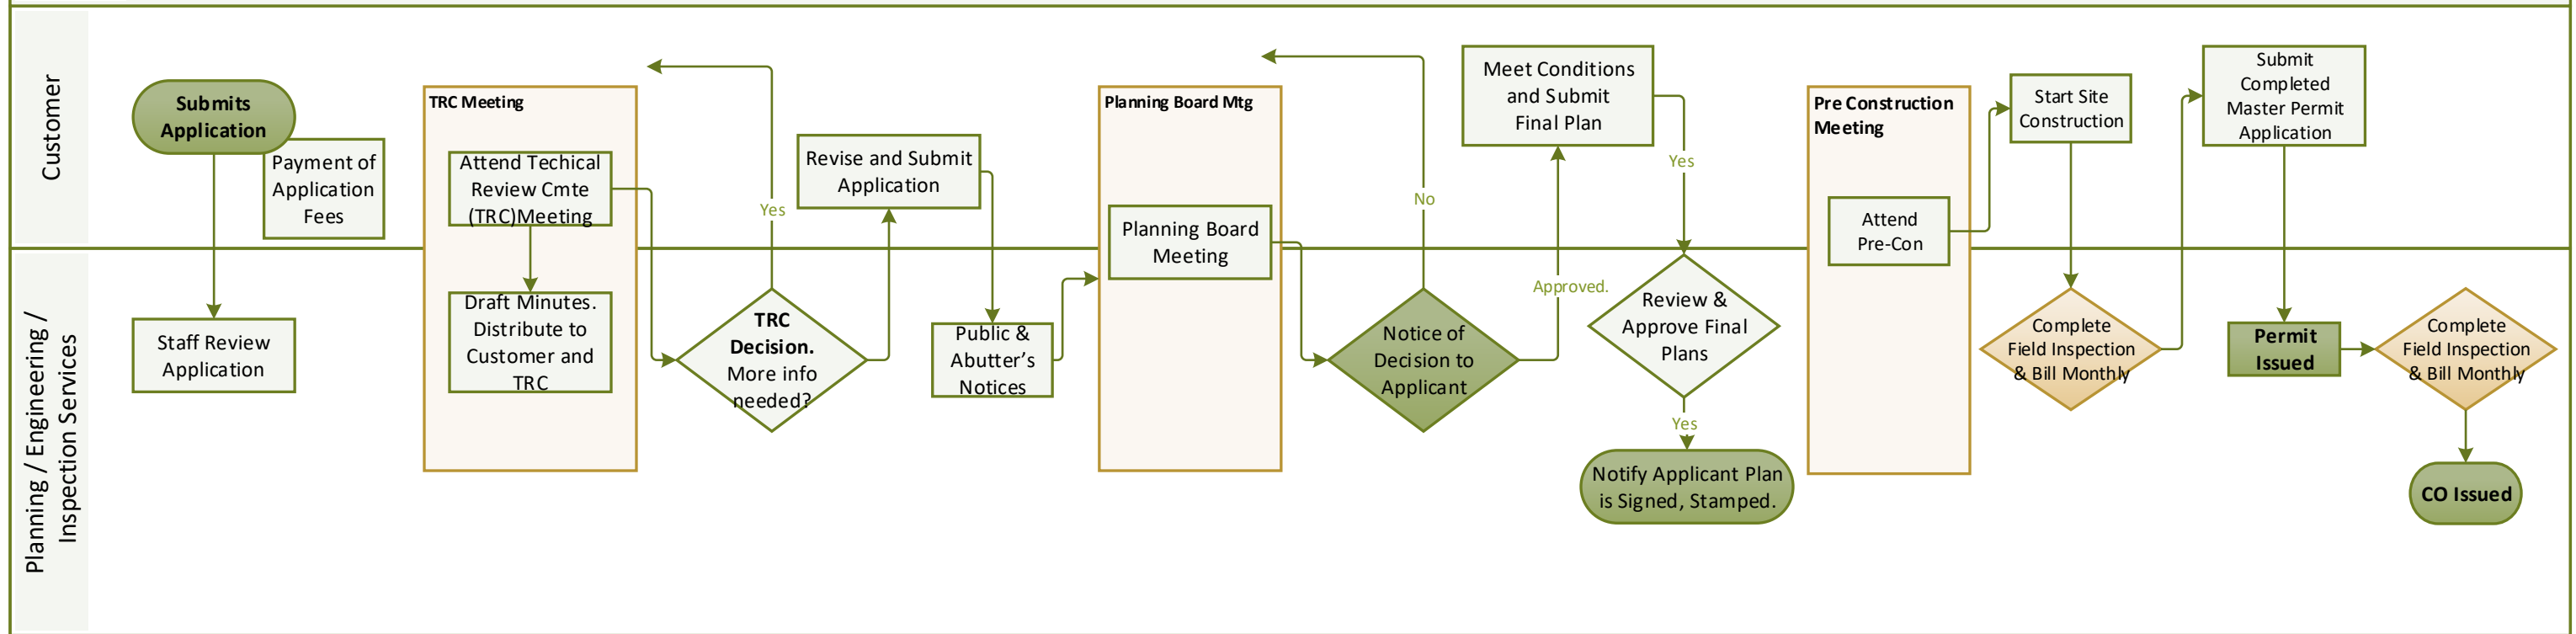 Customer
Submits
Application
Payment of
Application
Fees
Staff Review
Application
TRC Meeting
Attend Techical
Review Cmte
(TRC)Meeting
Draft Minutes.
Distribute to
Customer and
TRC
Yes
TRC
Decision.
More info
needed?
Revise and Submit
Application
Public &
Abutter’s
Notices
Planning Board Mtg
Planning Board
Meeting
No
Notice of
Decision to
Applicant
Approved.
Meet Conditions
and Submit
Final Plan
Yes
Review &
Approve Final
Plans
Yes
Notify Applicant Plan
is Signed, Stamped.
Pre Construction
Meeting
Attend
Pre-Con
Start Site
Construction
Complete
Field Inspection
& Bill Monthly
Submit
Completed
Master Permit
Application
Permit
Issued
Complete
Field Inspection
& Bill Monthly
CO Issued
Planning / Engineering /
Inspection Services